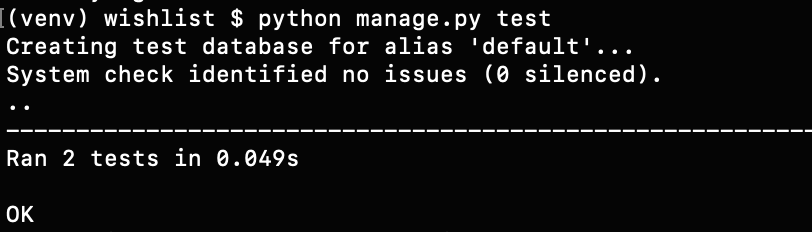 (venv) wishlist $ python manage.py test
Creating test database for alias 'default'...
System check identified no issues (0 silenced).
..
----------------------------------------------------------
Ran 2 tests in 0.049s

OK